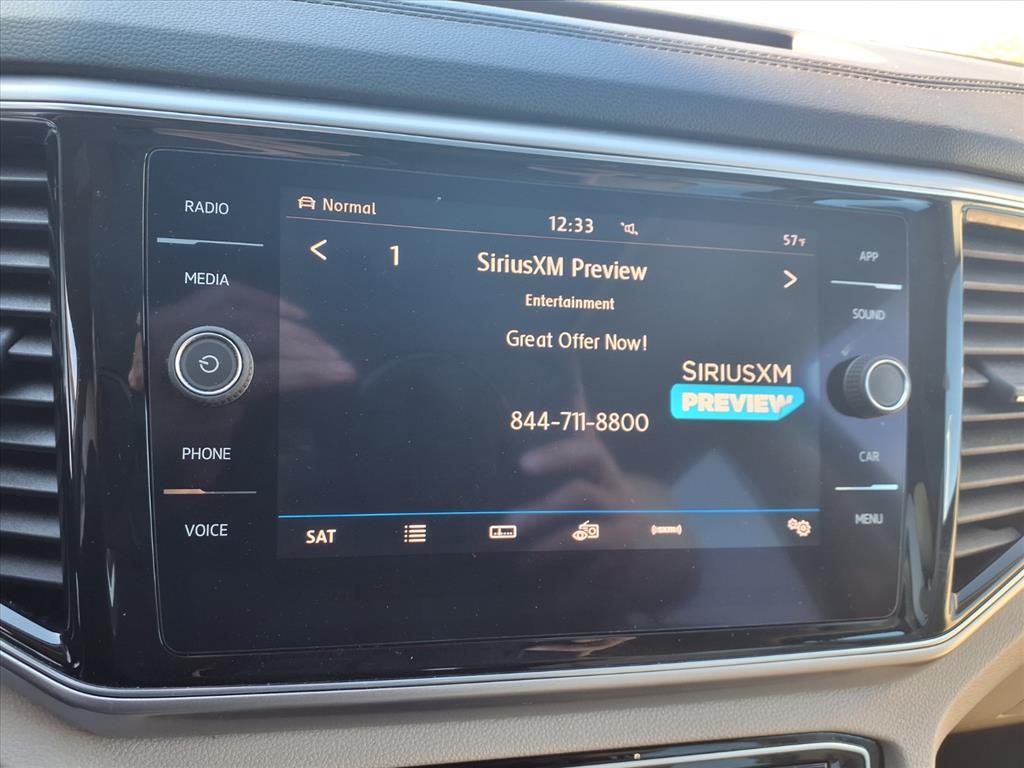 RADIO
MEDIA
PHONE
VOICE
Normal
12:33
57°F
1
SiriusXM Preview
Entertainment
Great Offer Now!
844-711-8800
SIRIUSXM
PREVIEW
SAT
APP
SOUND
CAR
MENU